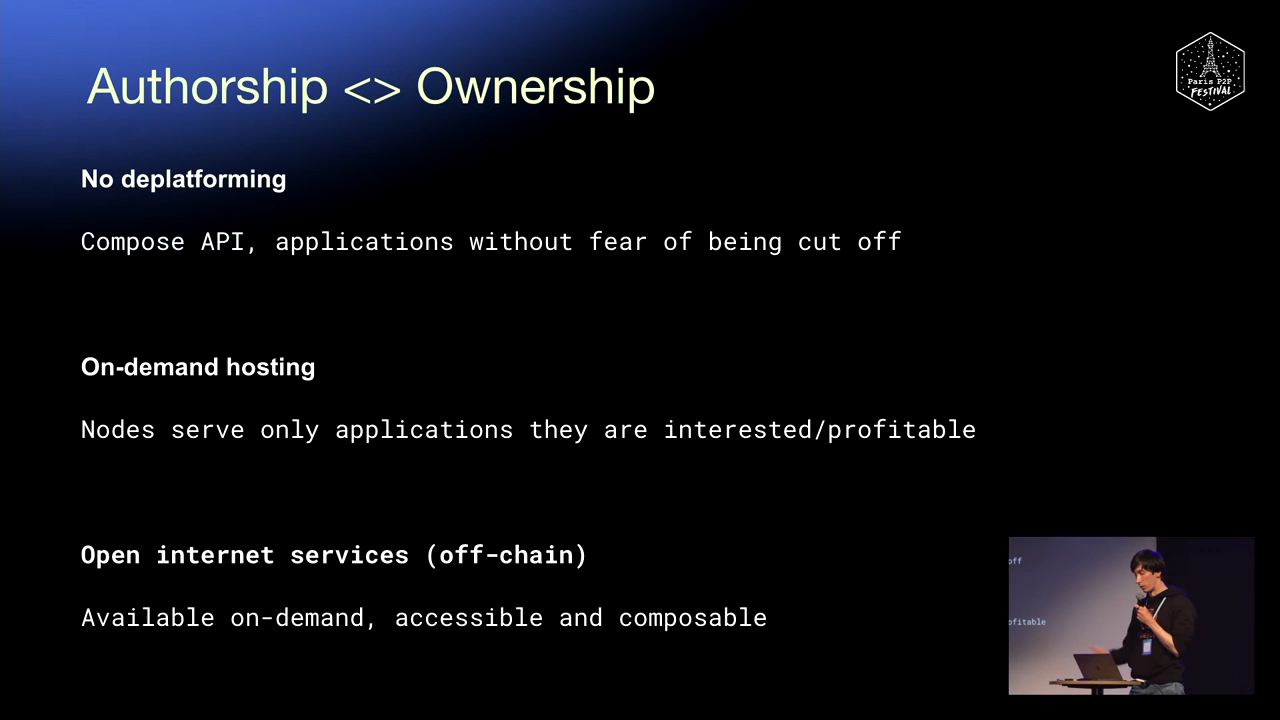 Authorship <> Ownership
Paris P2P
FESTIVAL
No deplatforming
Compose API, applications without fear of being cut off
On-demand hosting
Nodes serve only applications they are interested/profitable
Open internet services (off-chain)
Available on-demand, accessible and composable
off
ofitable